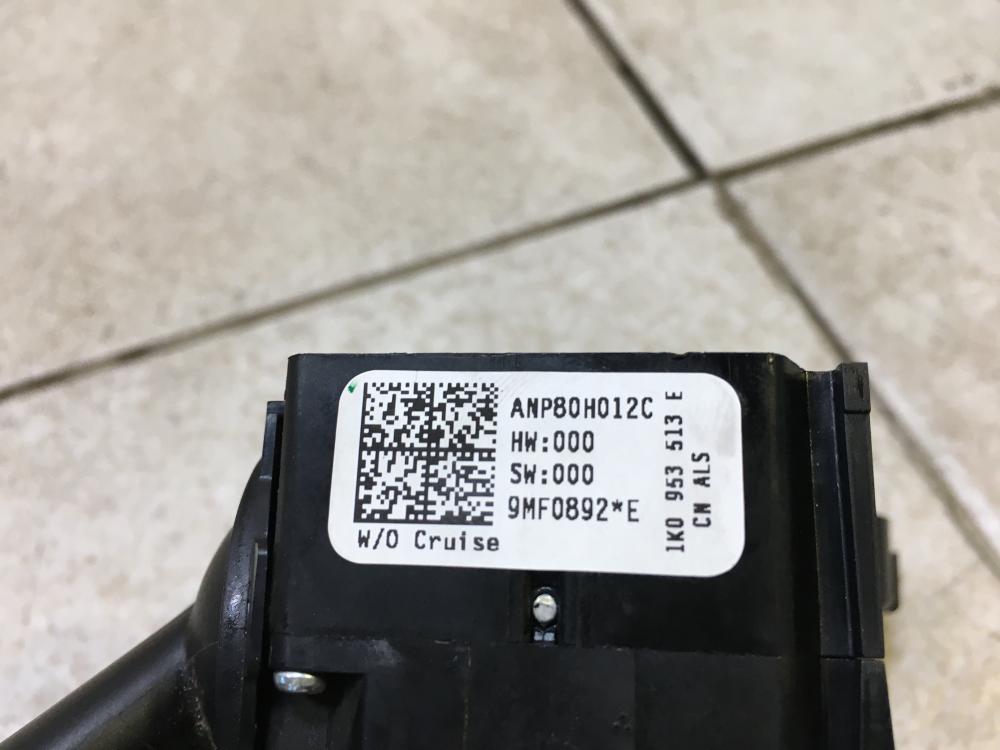 ANP80H012C
HW:000
SW:000
9MF0892*E
W/O Cruise
1K0 953 513 E
CN ALS